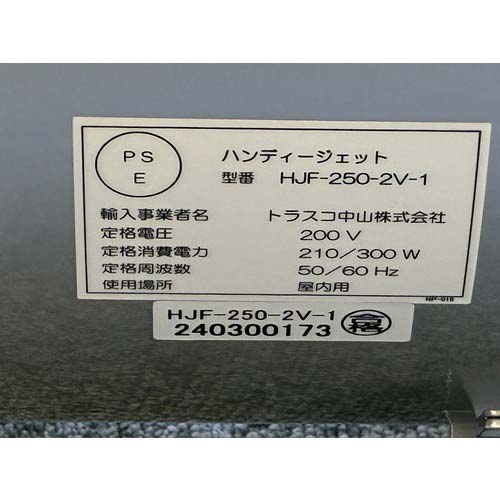 PS
E
ハンディージェット
型番 HJF-250-2V-1
輸入事業者名 トラスコ中山株式会社
定格電圧 200 V
定格消費電力 210/300 W
定格周波数 50/60 Hz
使用場所 屋内用
NP-016
HJF-250-2V-1
240300173
合格